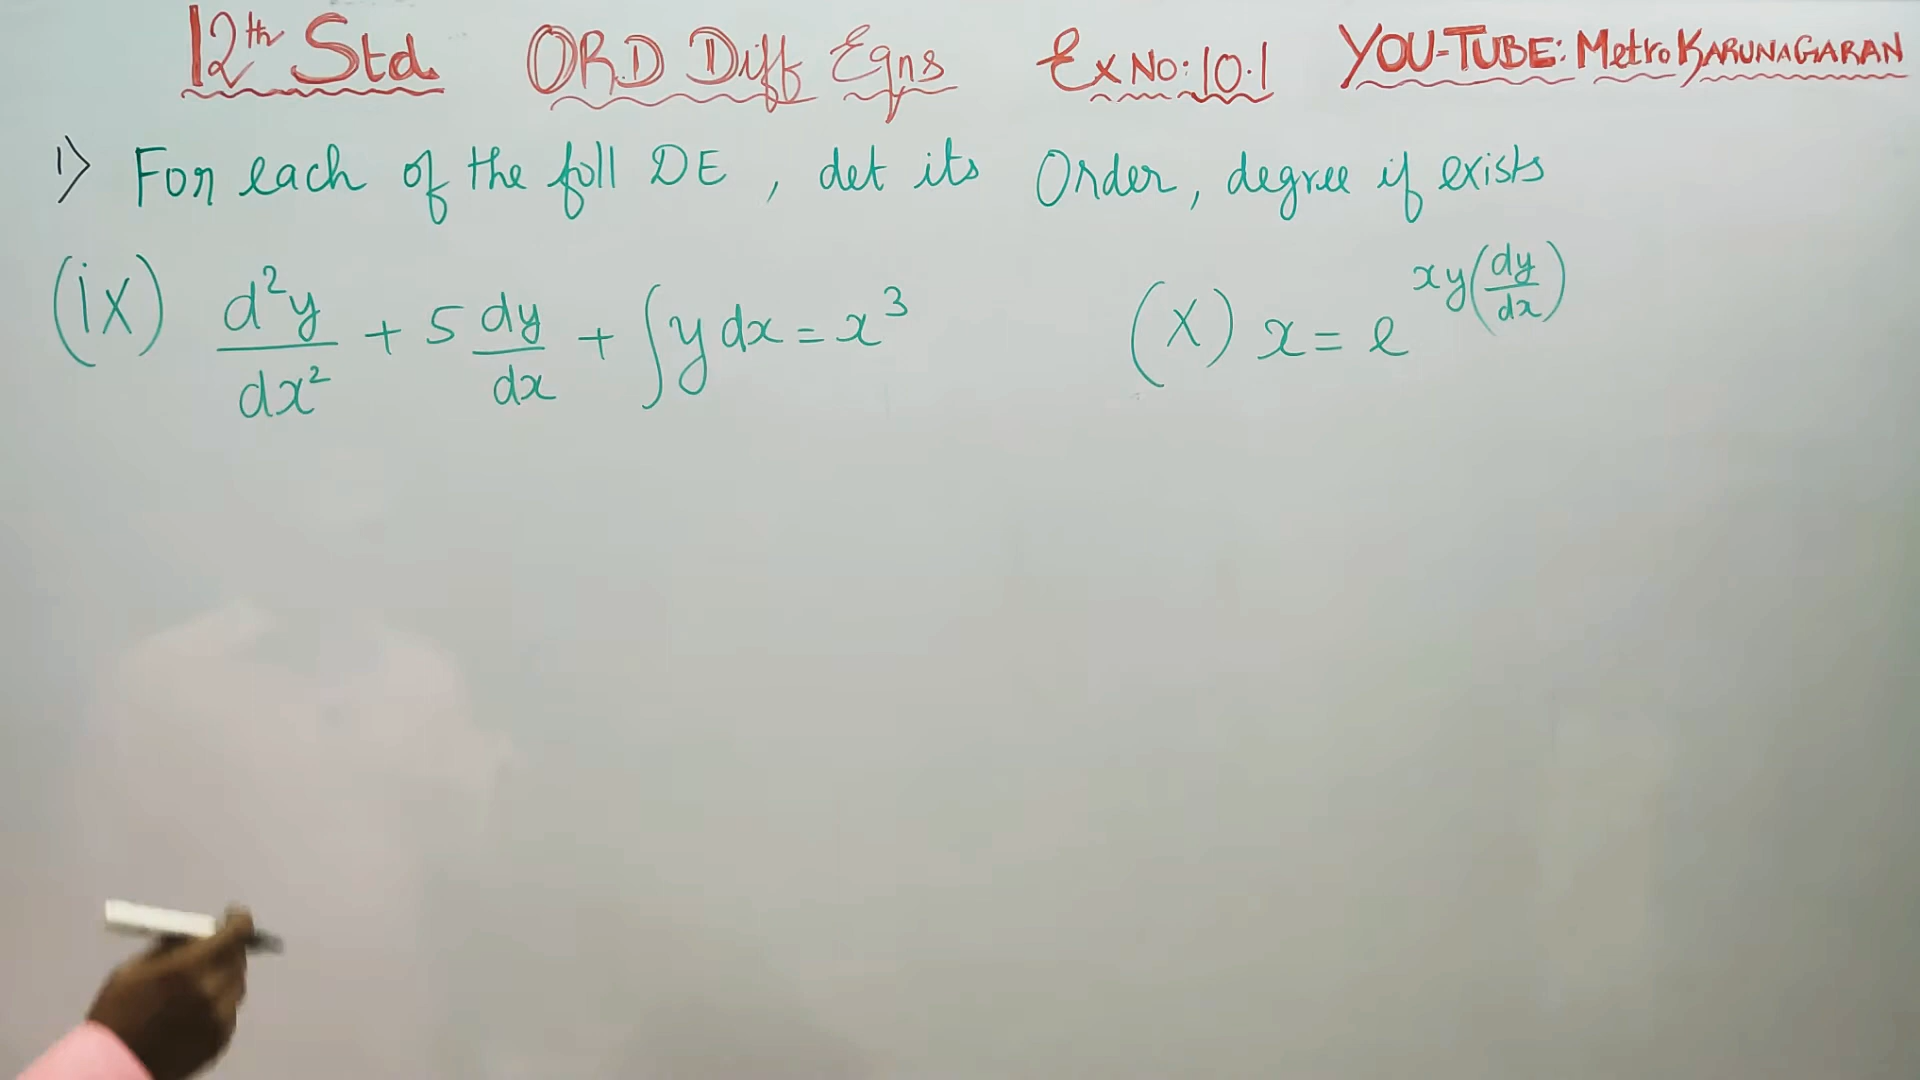 12th Std ORD Diff Eqns Ex No: 10.1 YOU-TUBE: Metro KARUNAGARAN
1) For each of the foll DE, det its Order, degree if exists
(ix) d²y/dx² + 5 dy/dx + ∫y dx = x³ (x) x = e^(xy(dy/dx))